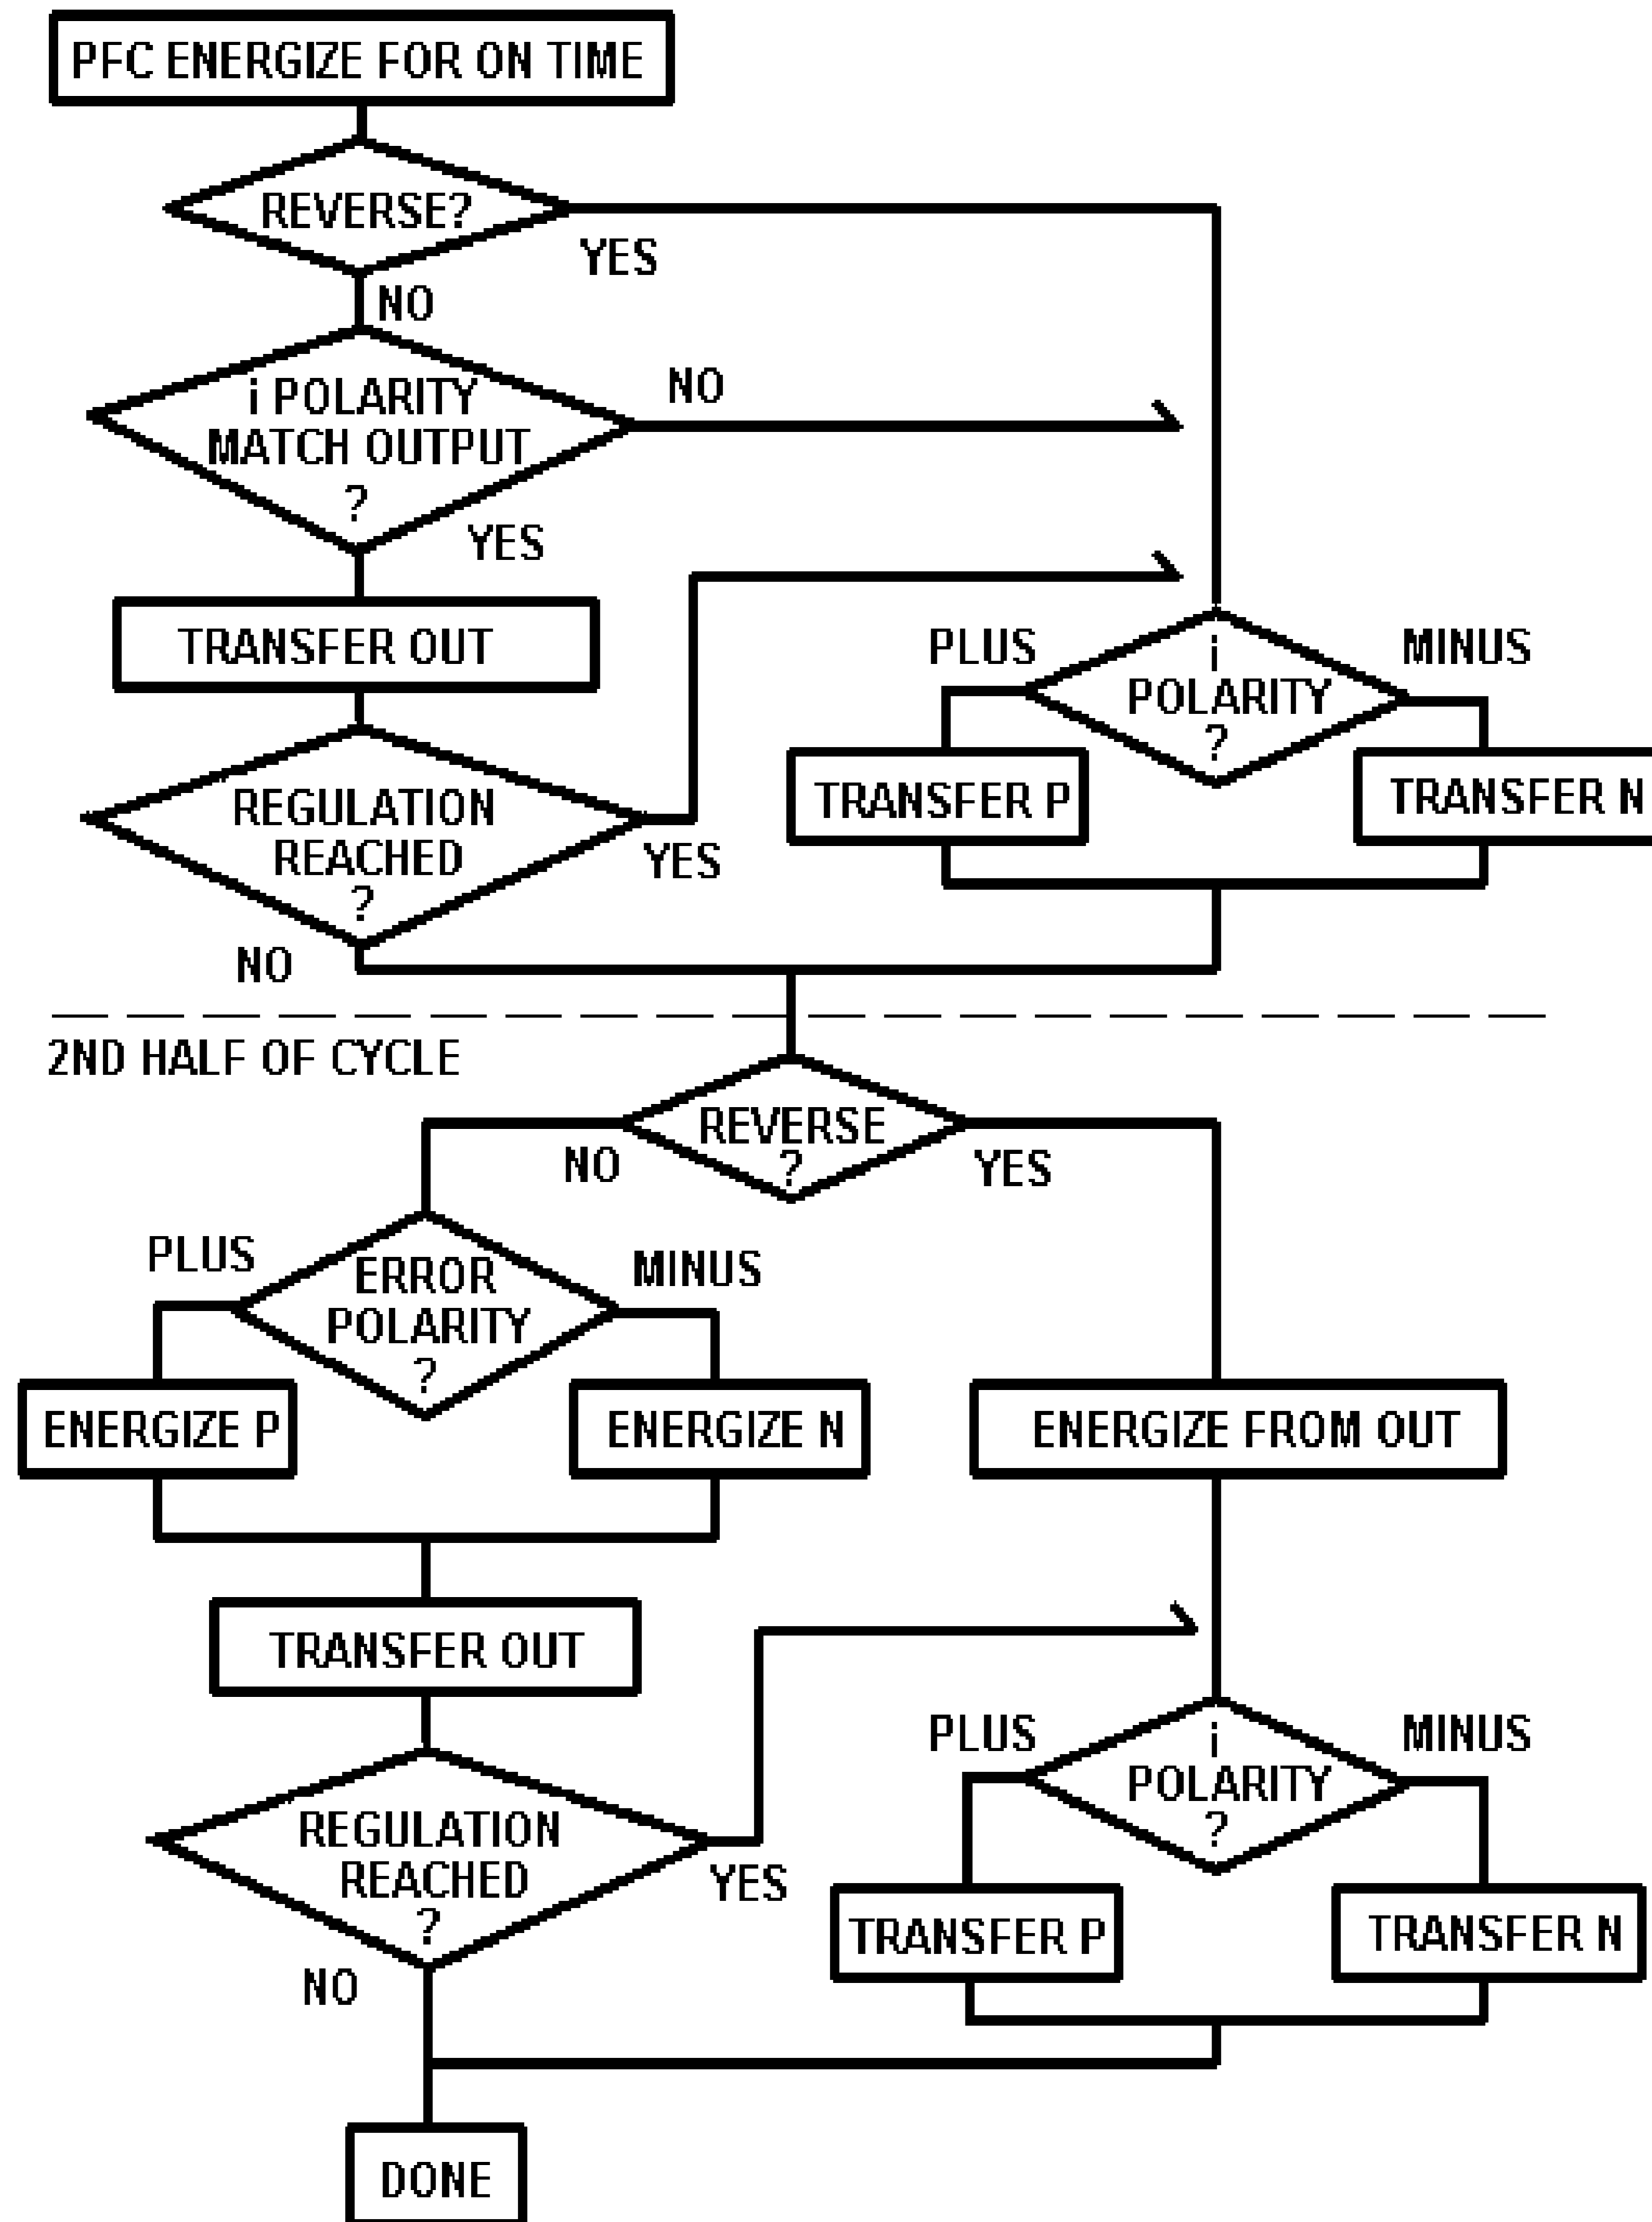 PFC ENERGIZE FOR ON TIME
REVERSE?
YES
NO
i POLARITY
MATCH OUTPUT
?
NO
YES
TRANSFER OUT
PLUS
i
POLARITY
?
MINUS
TRANSFER P
TRANSFER N
REGULATION
REACHED
?
YES
NO
2ND HALF OF CYCLE
REVERSE
?
NO
YES
PLUS
ERROR
POLARITY
?
MINUS
ENERGIZE P
ENERGIZE N
ENERGIZE FROM OUT
TRANSFER OUT
PLUS
i
POLARITY
?
MINUS
REGULATION
REACHED
?
YES
NO
TRANSFER P
TRANSFER N
DONE